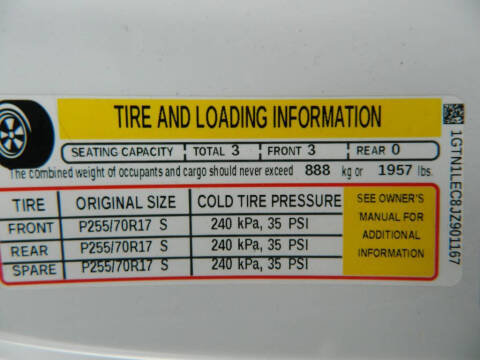 TIRE AND LOADING INFORMATION
SEATING CAPACITY TOTAL 3 FRONT 3 REAR 0
The combined weight of occupants and cargo should never exceed 888 kg or 1957 lbs.
TIRE ORIGINAL SIZE COLD TIRE PRESSURE
FRONT P255/70R17 S 240 kPa, 35 PSI
REAR P255/70R17 S 240 kPa, 35 PSI
SPARE P255/70R17 S 240 kPa, 35 PSI
SEE OWNER'S
MANUAL FOR
ADDITIONAL
INFORMATION
1GTN1LEC8JZ901167